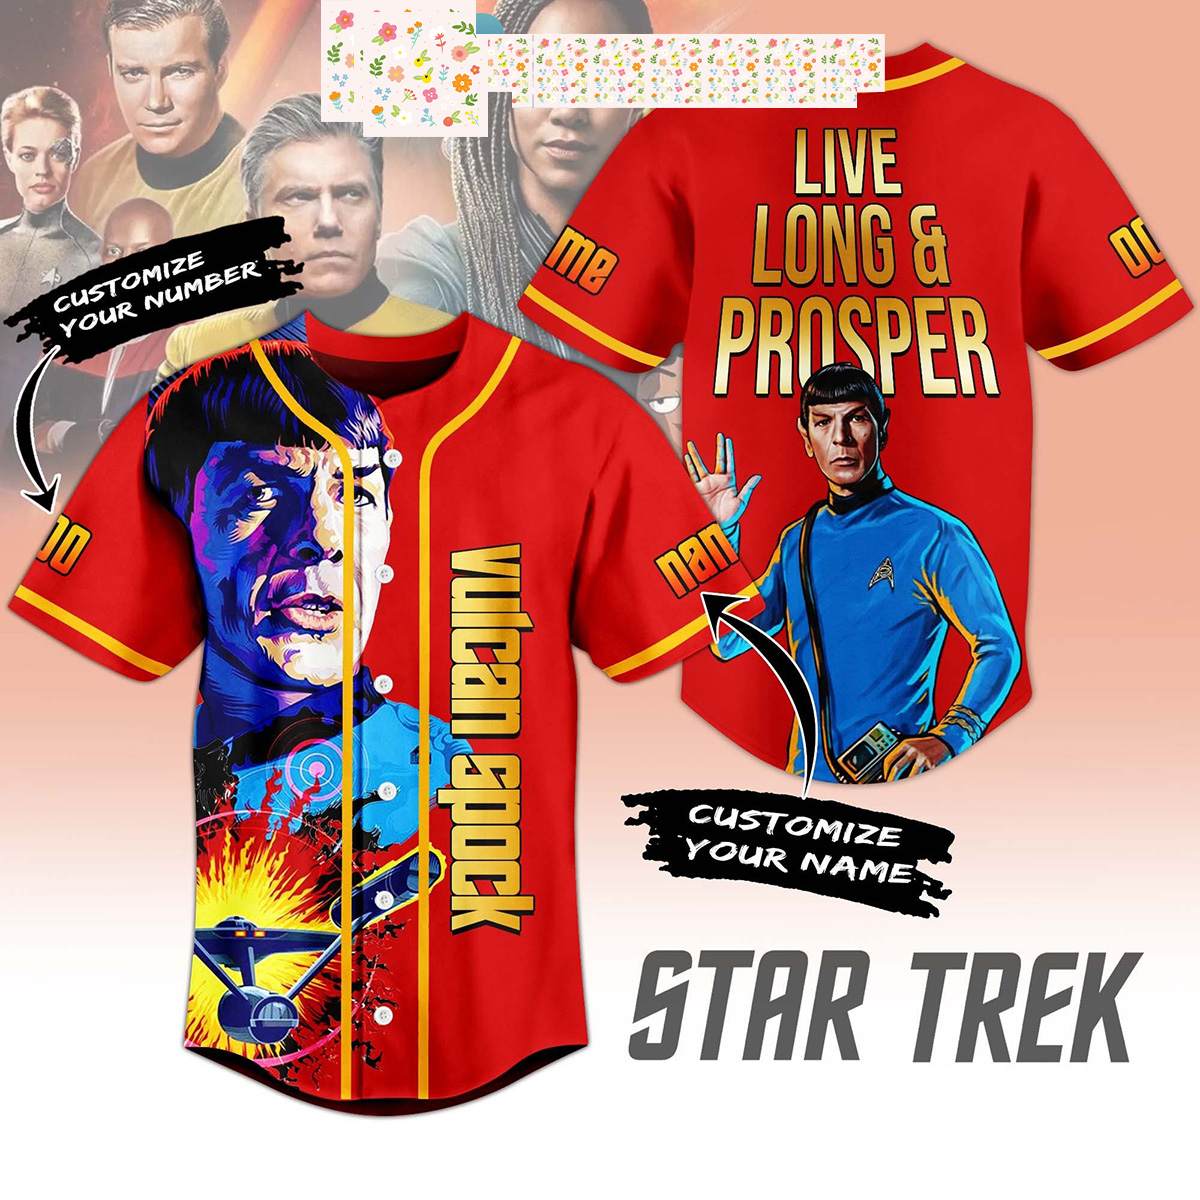 LIVE
LONG &
PROSPER
CUSTOMIZE
YOUR NUMBER
vulcan spock
CUSTOMIZE
YOUR NAME
STAR TREK